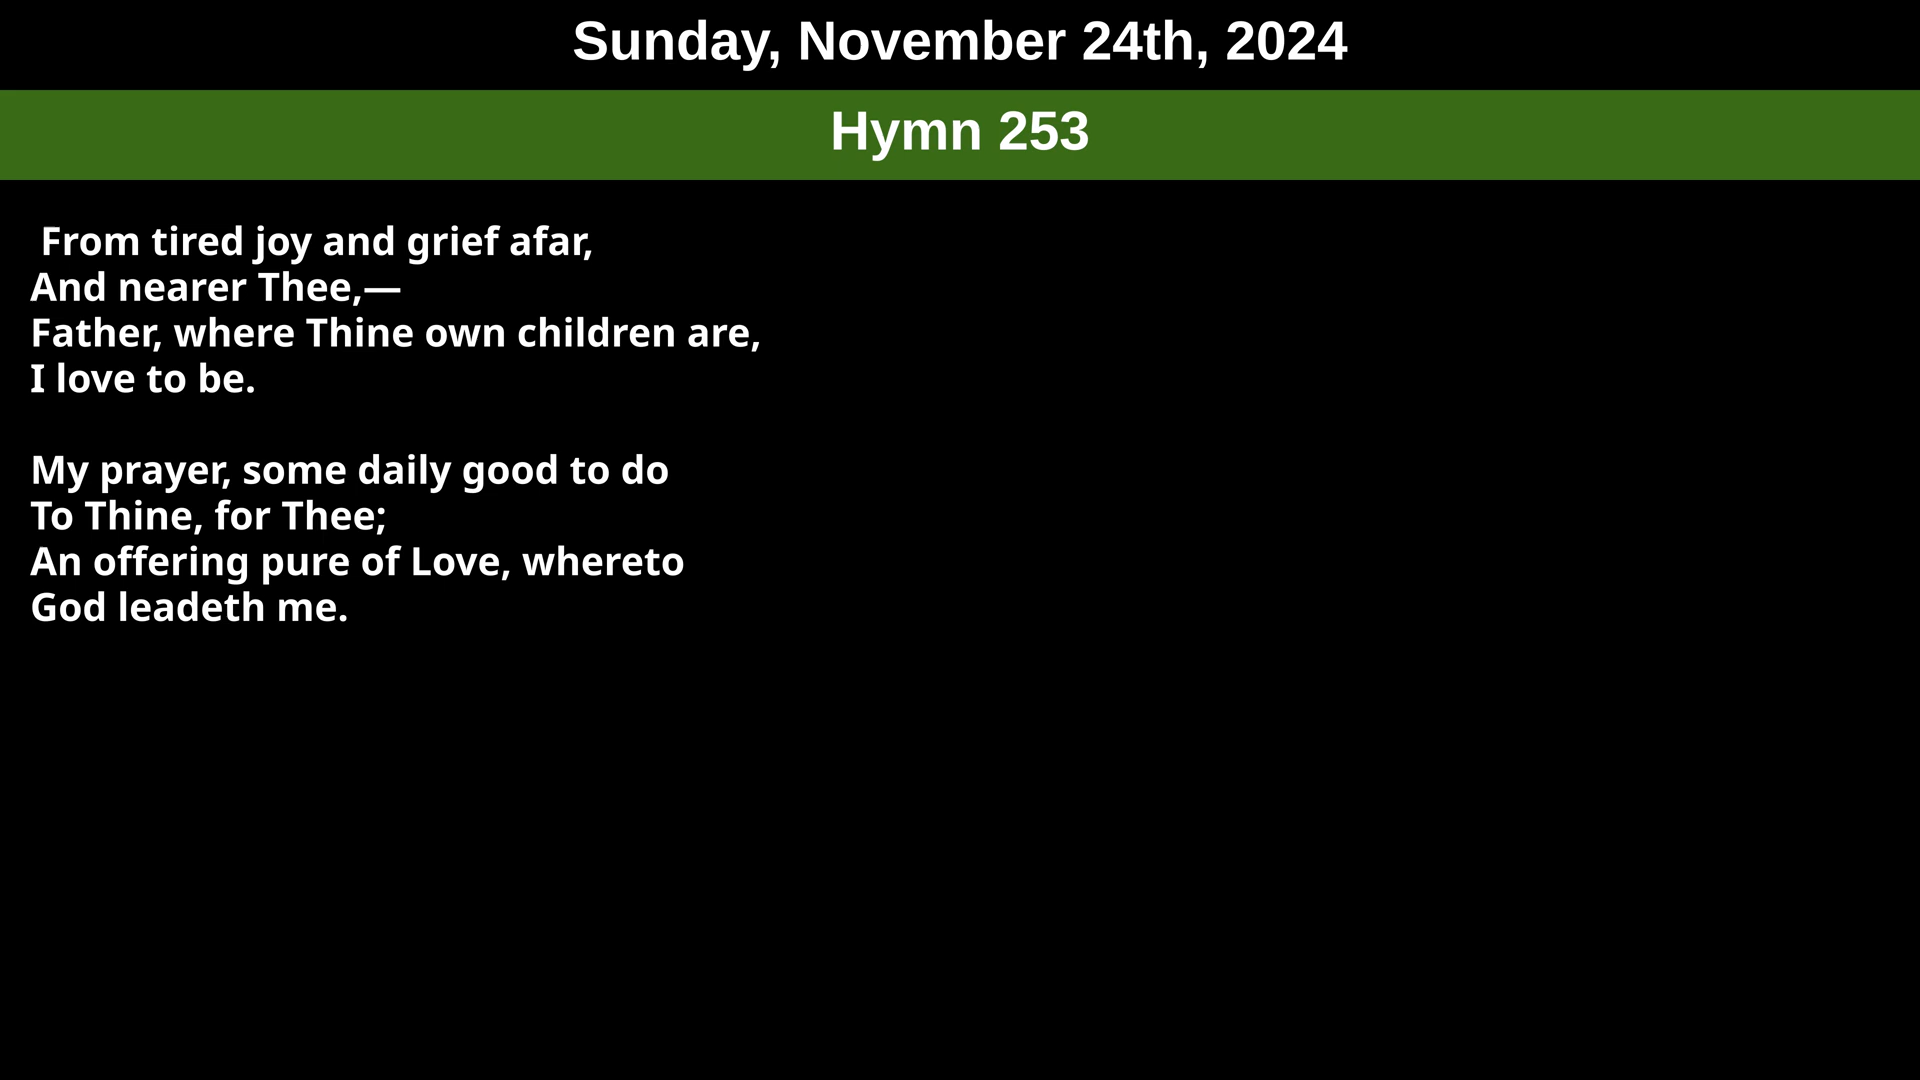 Sunday, November 24th, 2024
Hymn 253
From tired joy and grief afar,
And nearer Thee,—
Father, where Thine own children are,
I love to be.
My prayer, some daily good to do
To Thine, for Thee;
An offering pure of Love, whereto
God leadeth me.